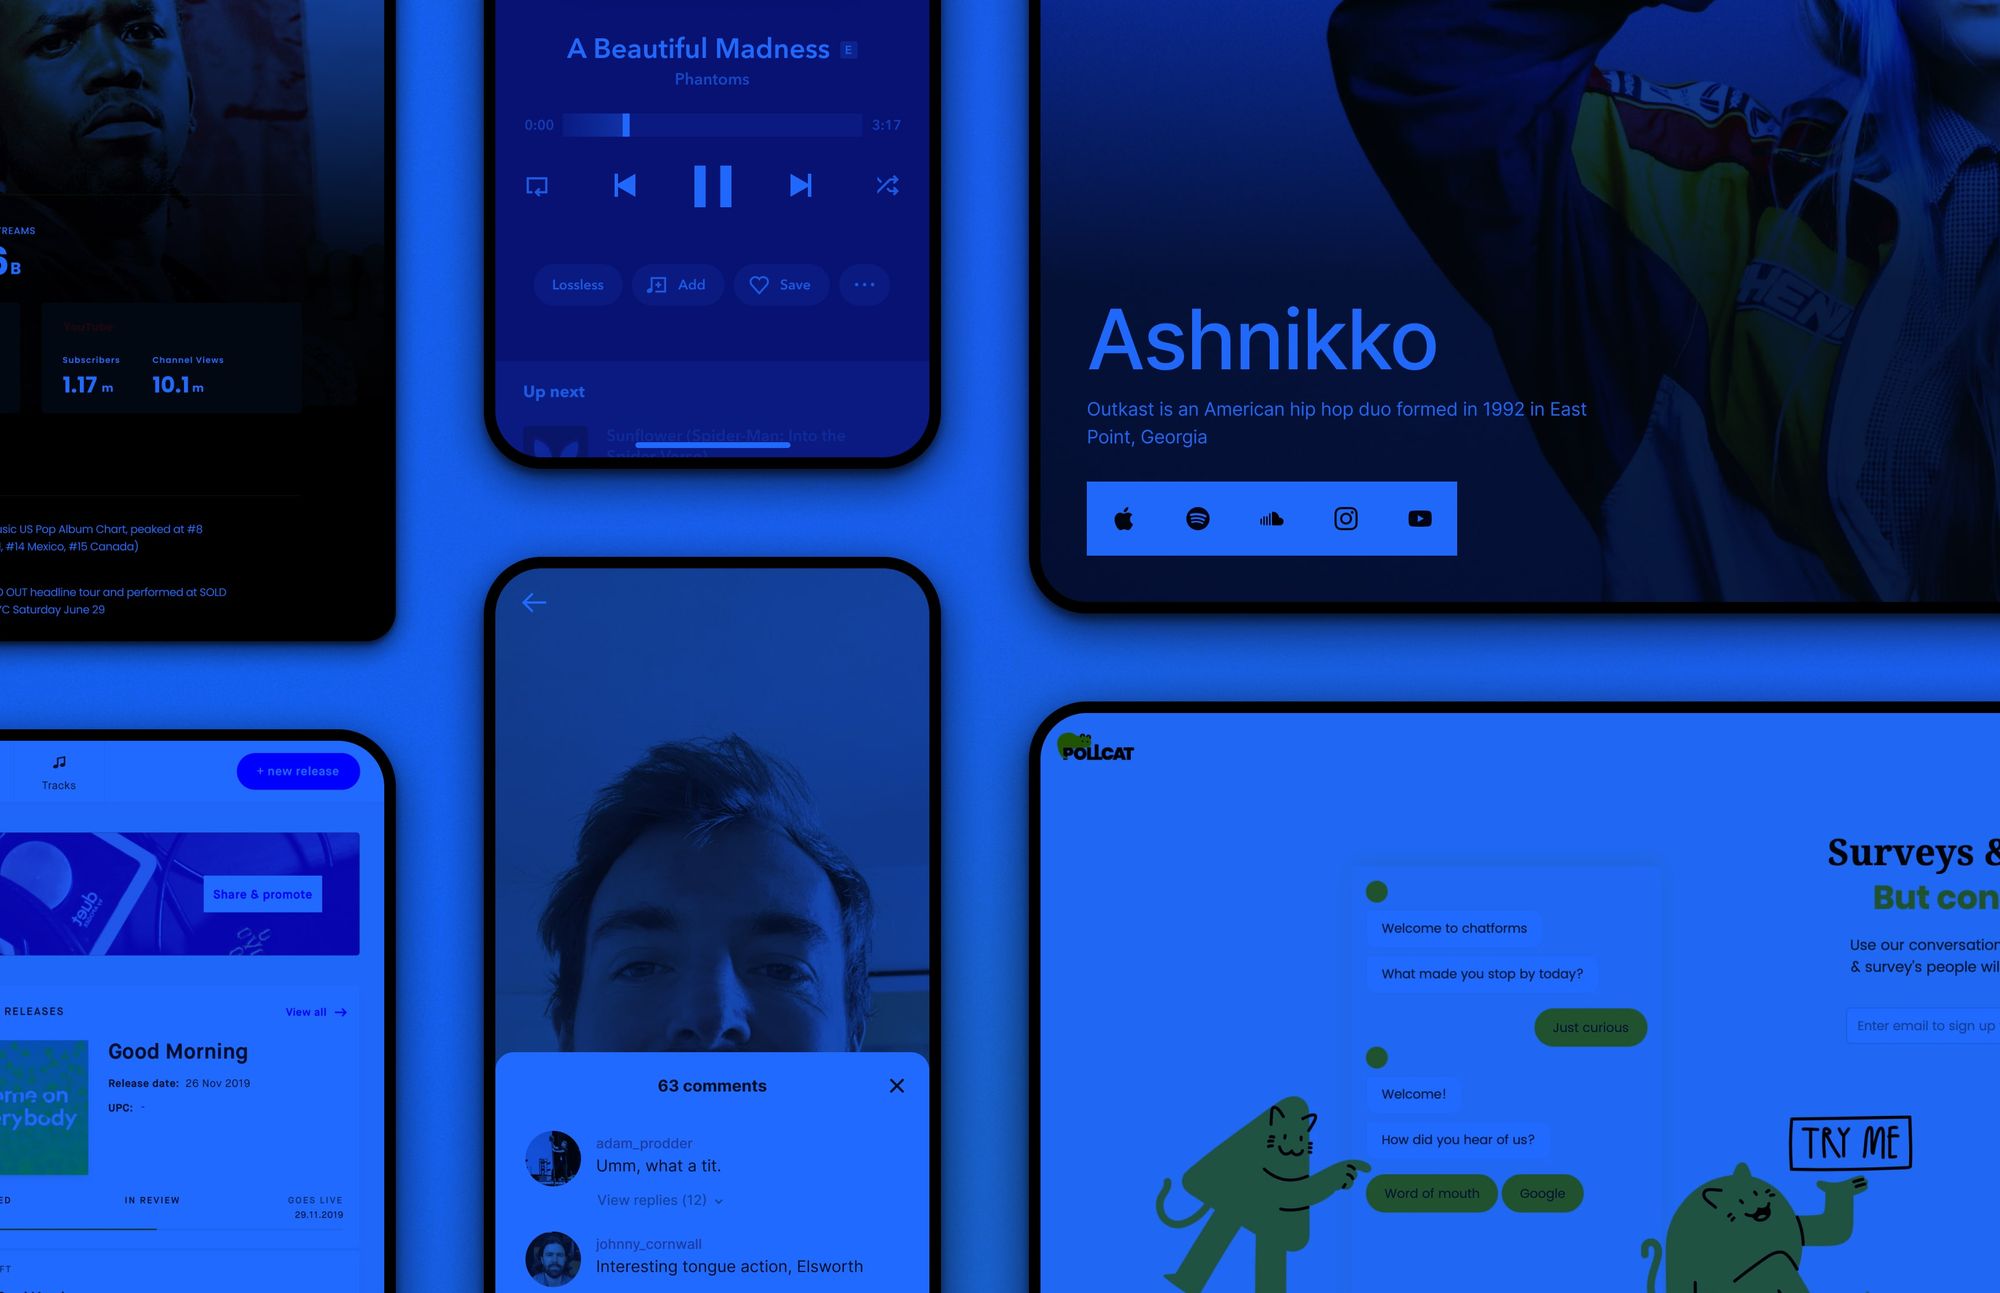 TREAMS
6B
YouTube
Subscribers
Channel Views
1.17 m
10.1 m
usic US Pop Album Chart, peaked at #8
, #14 Mexico, #15 Canada)
D OUT headline tour and performed at SOLD
YC Saturday June 29
A Beautiful Madness E
Phantoms
0:00
3:17
Lossless
Add
Save
Up next
Sunflower (Spider-Man: Into the
Spider Verse)
Ashnikko
Outkast is an American hip hop duo formed in 1992 in East
Point, Georgia
Tracks
+ new release
Share & promote
duet
RELEASES
View all
Good Morning
Release date: 26 Nov 2019
UPC: -
ome on
erybody
ED
IN REVIEW
GOES LIVE
29.11.2019
FT
63 comments
adam_prodder
Umm, what a tit.
View replies (12)
johnny_cornwall
Interesting tongue action, Elsworth
POLLCAT
Surveys &
But con
Use our conversation
& survey's people wil
Enter email to sign up
Welcome to chatforms
What made you stop by today?
Just curious
Welcome!
How did you hear of us?
Word of mouth
Google
TRY ME